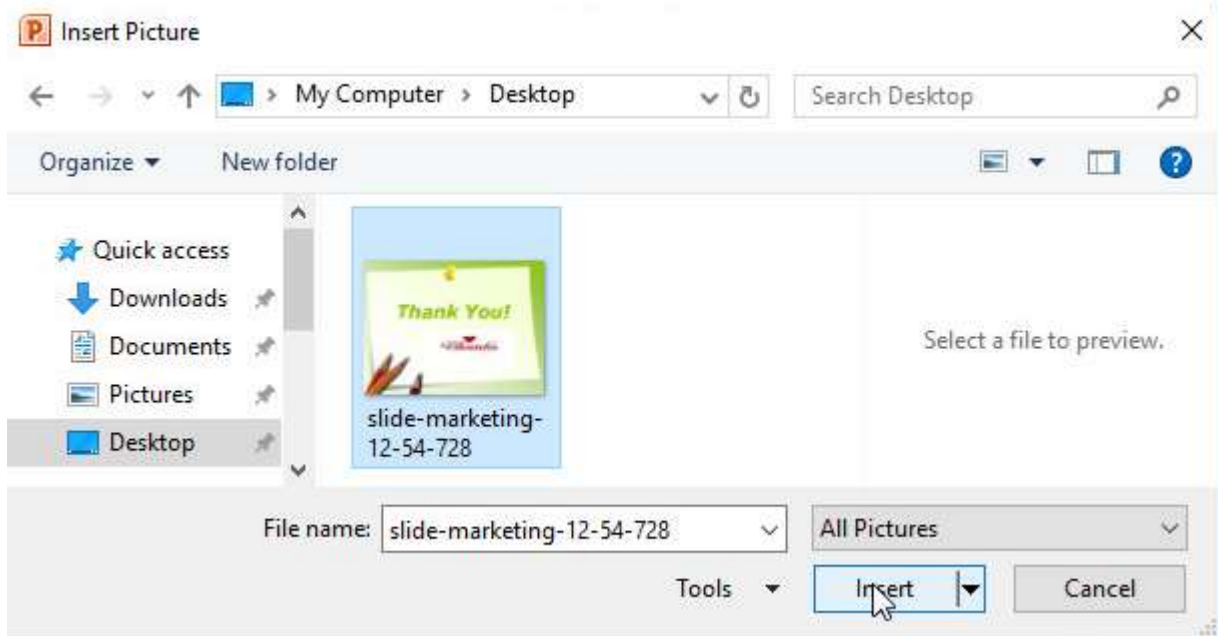 Insert Picture
My Computer > Desktop
Search Desktop
Organize
New folder
Quick access
Downloads
Documents
Pictures
Desktop
Thank You!
slide-marketing-
12-54-728
Select a file to preview.
File name: slide-marketing-12-54-728
All Pictures
Tools
Insert
Cancel